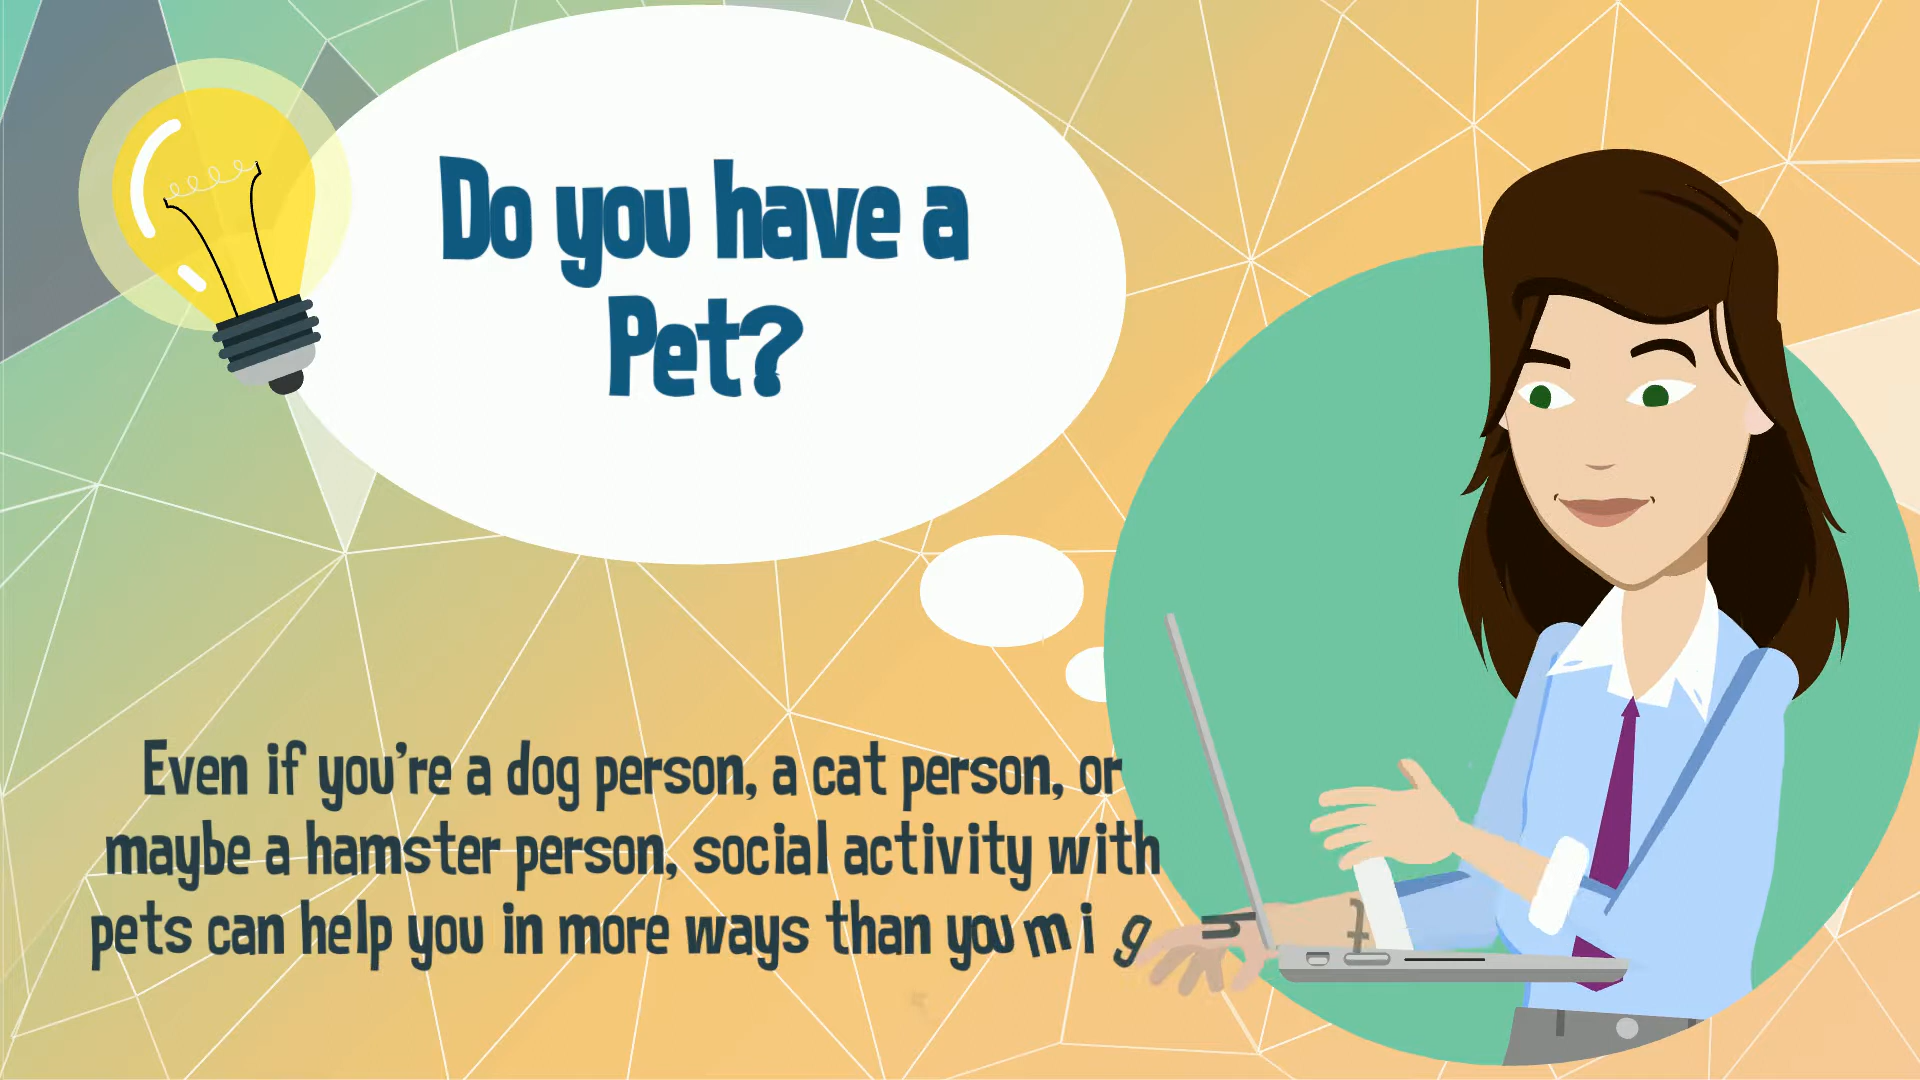 Do you have a
Pet?
Even if you're a dog person, a cat person, or
maybe a hamster person, social activity with
pets can help you in more ways than you might